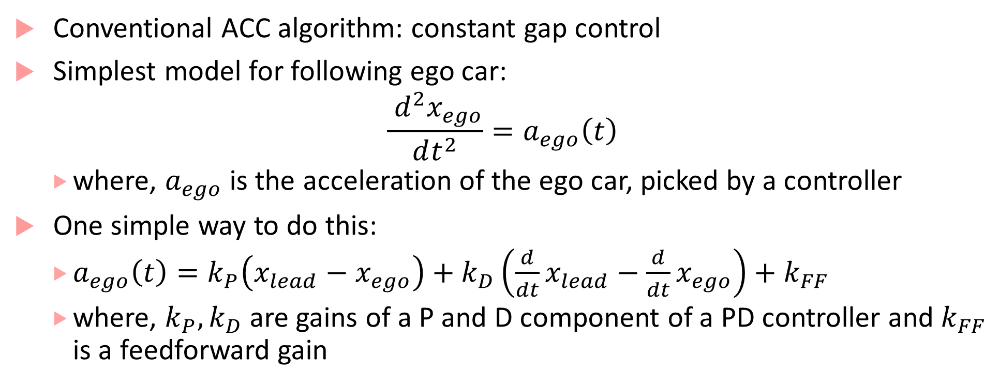 ▶ Conventional ACC algorithm: constant gap control
▶ Simplest model for following ego car:
$\frac{d^2 x_{ego}}{dt^2} = a_{ego}(t)$
▶ where, $a_{ego}$ is the acceleration of the ego car, picked by a controller
▶ One simple way to do this:
▶ $a_{ego}(t) = k_P(x_{lead} - x_{ego}) + k_D\left(\frac{d}{dt}x_{lead} - \frac{d}{dt}x_{ego}\right) + k_{FF}$
▶ where, $k_P, k_D$ are gains of a P and D component of a PD controller and $k_{FF}$
is a feedforward gain